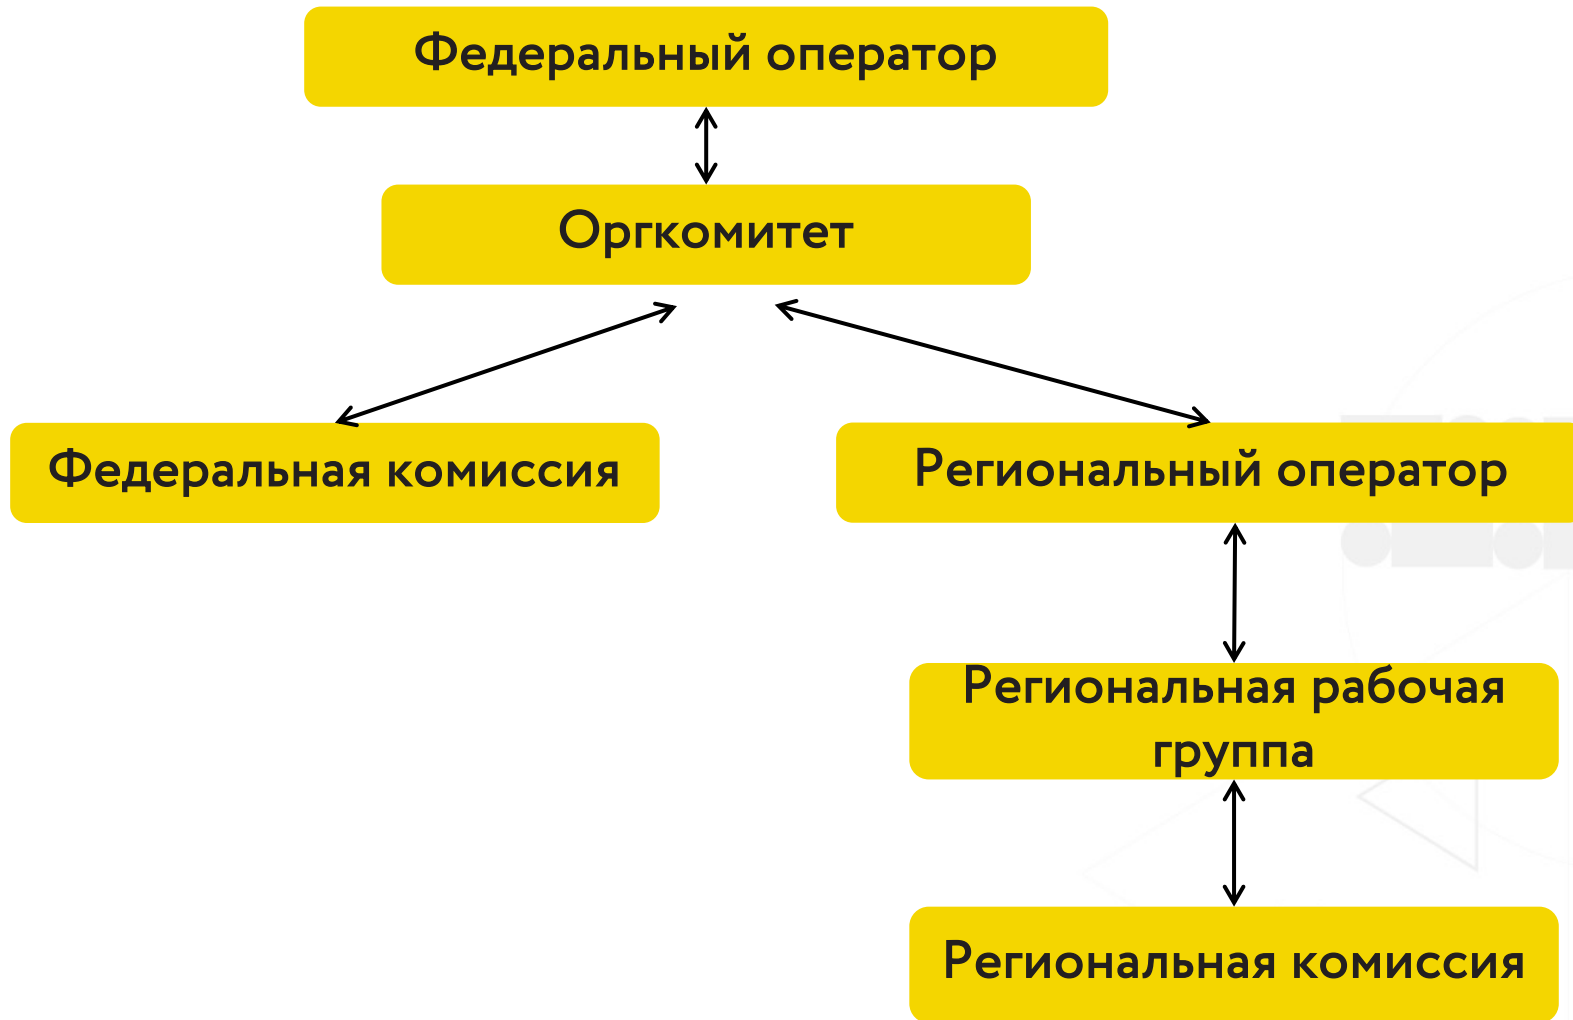 Федеральный оператор
Оргкомитет
Федеральная комиссия
Региональный оператор
Региональная рабочая
группа
Региональная комиссия